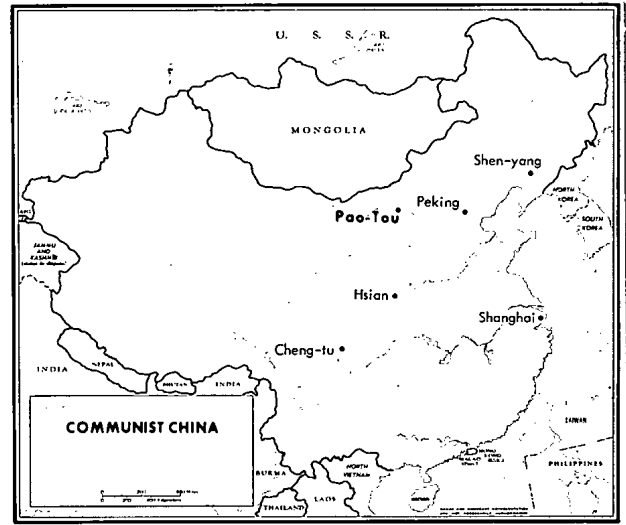 U. S. S. R.
MONGOLIA
Shen-yang
Peking
Pao-Tou
NORTH
KOREA
SOUTH
KOREA
JAMMU
AND
KASHMIR
Hsian
Shanghai
Cheng-tu
INDIA
NEPAL
BHUTAN
INDIA
COMMUNIST CHINA
TAIWAN
BURMA
NORTH
VIETNAM
LAOS
THAILAND
PHILIPPINES